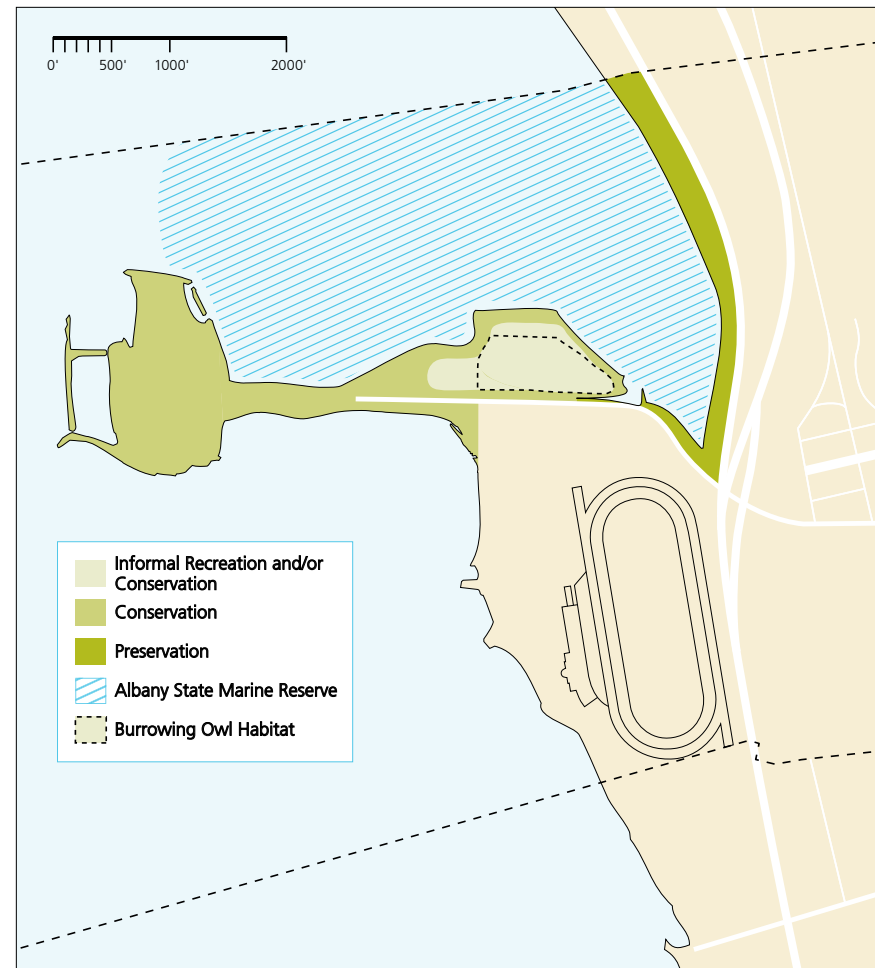 0' 500' 1000' 2000'
Informal Recreation and/or
Conservation
Conservation
Preservation
Albany State Marine Reserve
Burrowing Owl Habitat